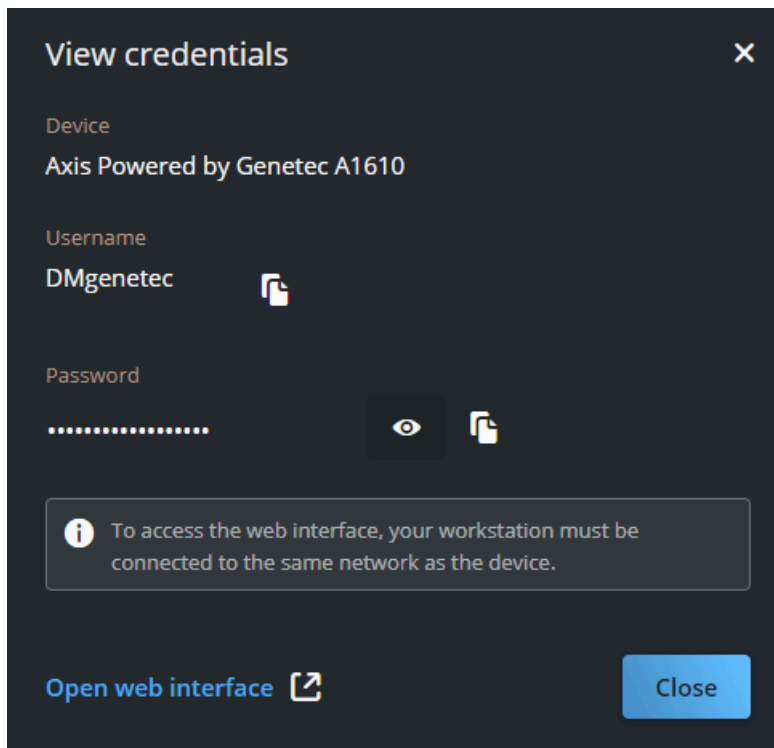 View credentials
Device
Axis Powered by Genetec A1610
Username
DMgenetec
Password
••••••••••••••••••
To access the web interface, your workstation must be
connected to the same network as the device.
Open web interface
Close